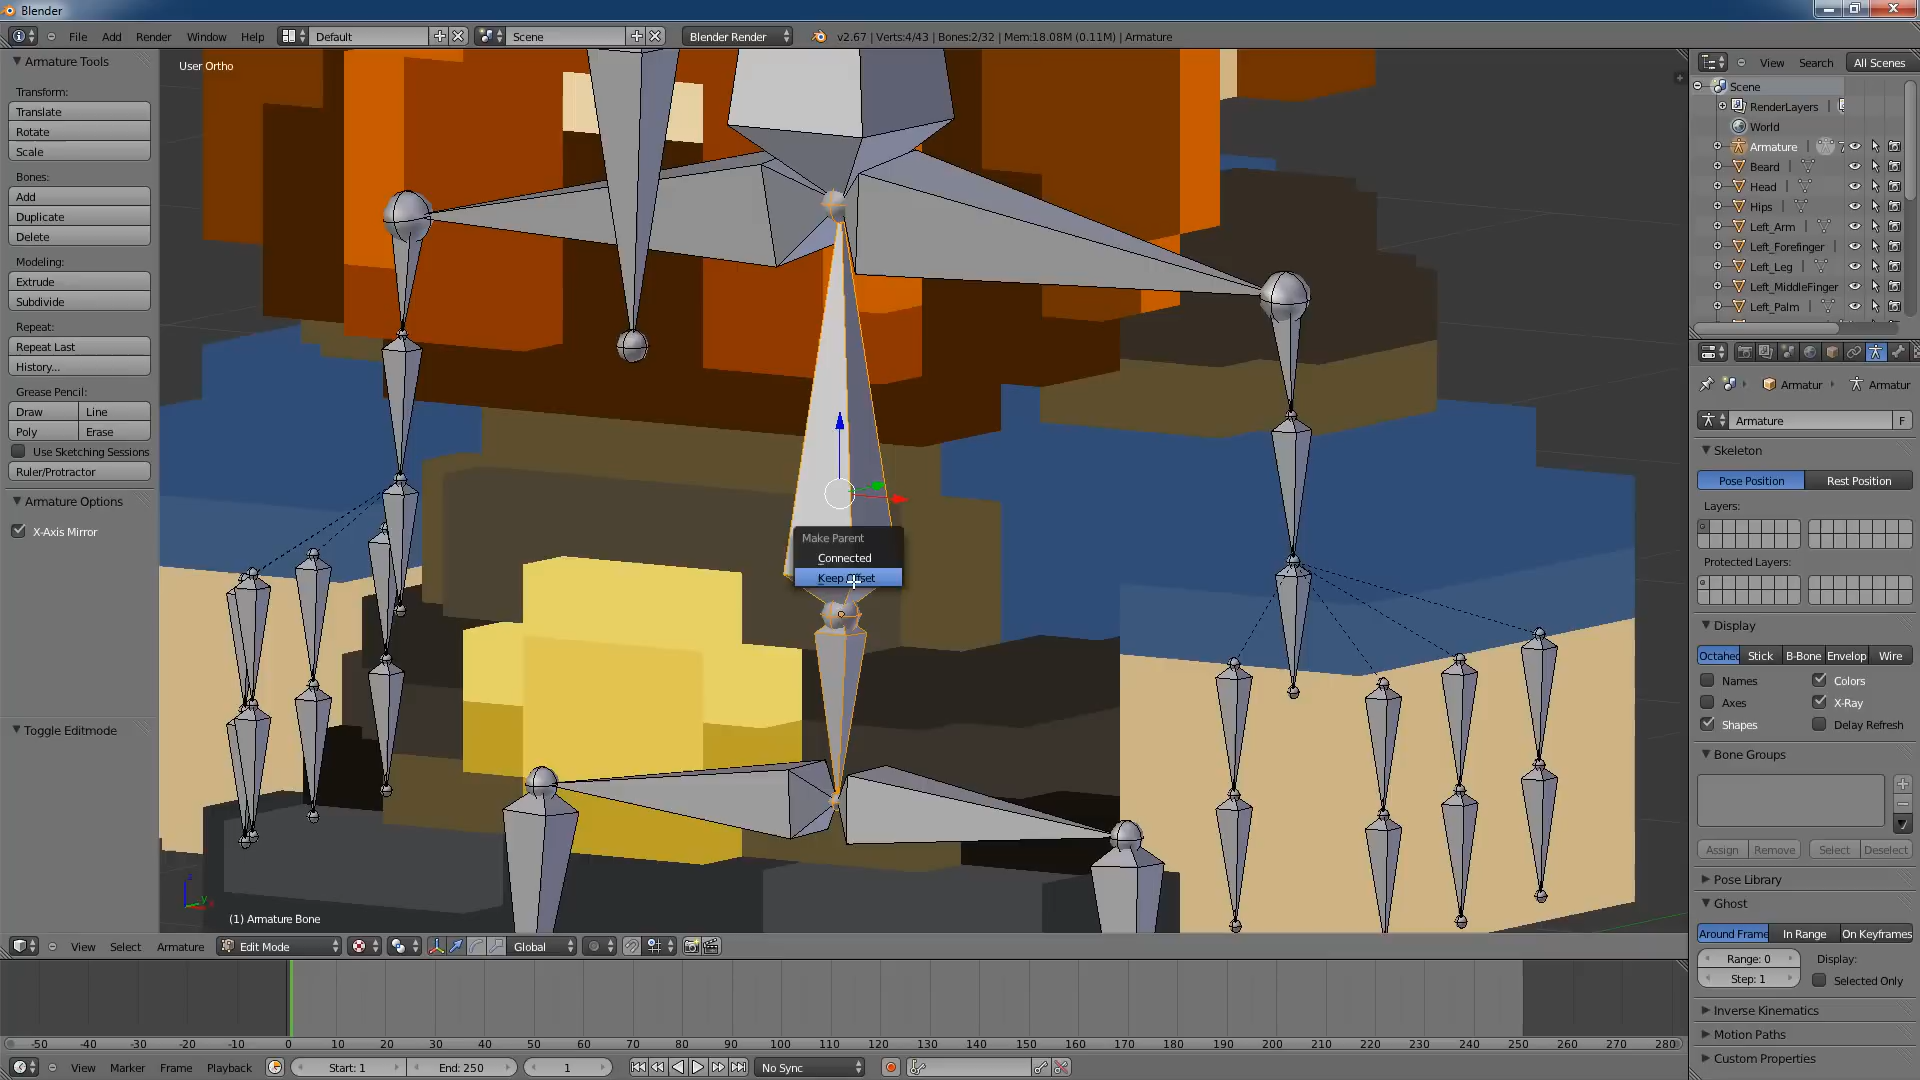 Blender
File Add Render Window Help Default Scene Blender Render v2.67 | Verts:4/43 | Bones:2/32 | Mem:18.08M (0.11M) | Armature
Armature Tools
Transform:
Translate
Rotate
Scale
Bones:
Add
Duplicate
Delete
Modeling:
Extrude
Subdivide
Repeat:
Repeat Last
History...
Grease Pencil:
Draw Line
Poly Erase
Use Sketching Sessions
Ruler/Protractor
Armature Options
X-Axis Mirror
Toggle Editmode
User Ortho
Make Parent
Connected
Keep Offset
(1) Armature Bone
View Select Armature Edit Mode Global
-50 -40 -30 -20 -10 0 10 20 30 40 50 60 70 80 90 100 110 120 130 140 150 160 170 180 190 200 210 220 230 240 250 260 270 280
View Marker Frame Playback Start: 1 End: 250 1 No Sync
View Search All Scenes
Scene
RenderLayers |
World
Armature |
Beard |
Head |
Hips |
Left_Arm |
Left_Forefinger
Left_Leg |
Left_MiddleFinger
Left_Palm |
Armatur Armatur
Armature F
Skeleton
Pose Position Rest Position
Layers:
Protected Layers:
Display
Octahec Stick B-Bone Envelop Wire
Names Colors
Axes X-Ray
Shapes Delay Refresh
Bone Groups
Assign Remove Select Deselect
Pose Library
Ghost
Around Frame In Range On Keyframes
Range: 0 Display:
Step: 1 Selected Only
Inverse Kinematics
Motion Paths
Custom Properties